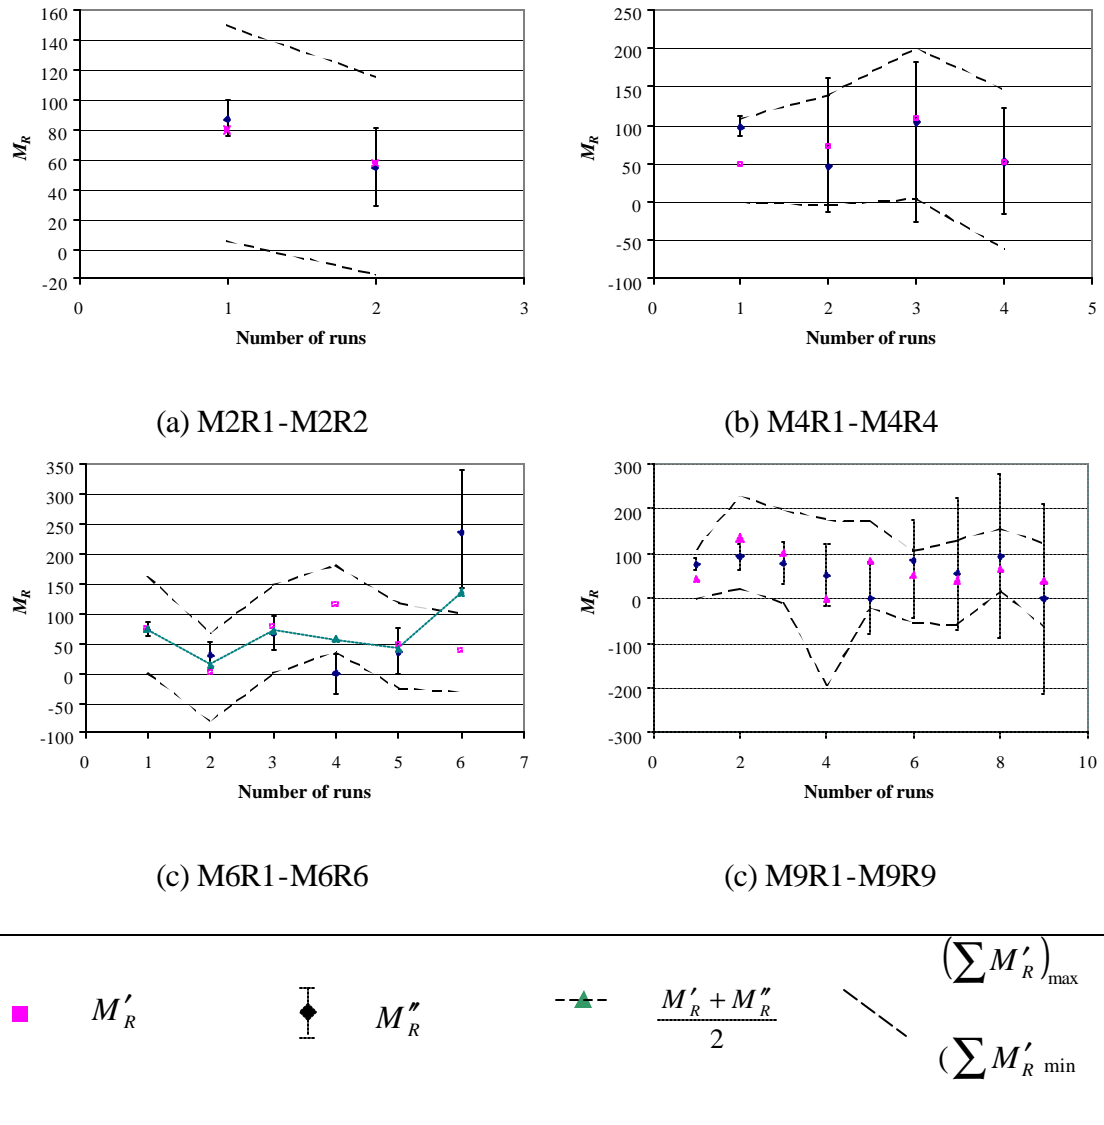 160
140
120
100
80
60
40
20
0
-20
M_R
0 1 2 3
Number of runs
(a) M2R1-M2R2
250
200
150
100
50
0
-50
-100
M_R
0 1 2 3 4 5
Number of runs
(b) M4R1-M4R4
350
300
250
200
150
100
50
0
-50
-100
M_R
0 1 2 3 4 5 6 7
Number of runs
(c) M6R1-M6R6
300
200
100
0
-100
-200
-300
M_R
0 2 4 6 8 10
Number of runs
(c) M9R1-M9R9
M′_R
M″_R
M′_R + M″_R
2
(∑ M′_R)max
(∑ M′_R min